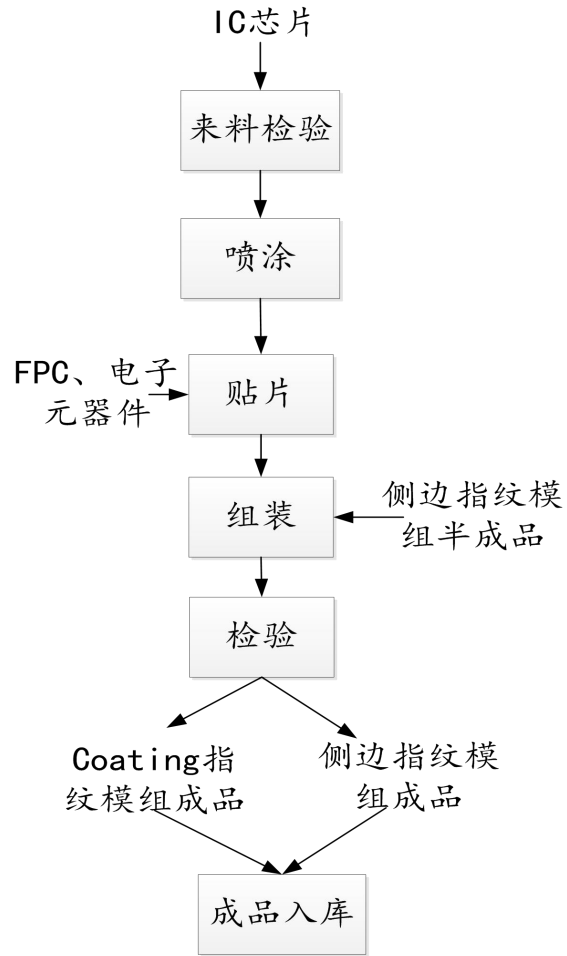 IC芯片
来料检验
喷涂
FPC、电子
元器件
贴片
组装
侧边指纹模
组半成品
检验
Coating指
纹模组成品
侧边指纹模
组成品
成品入库